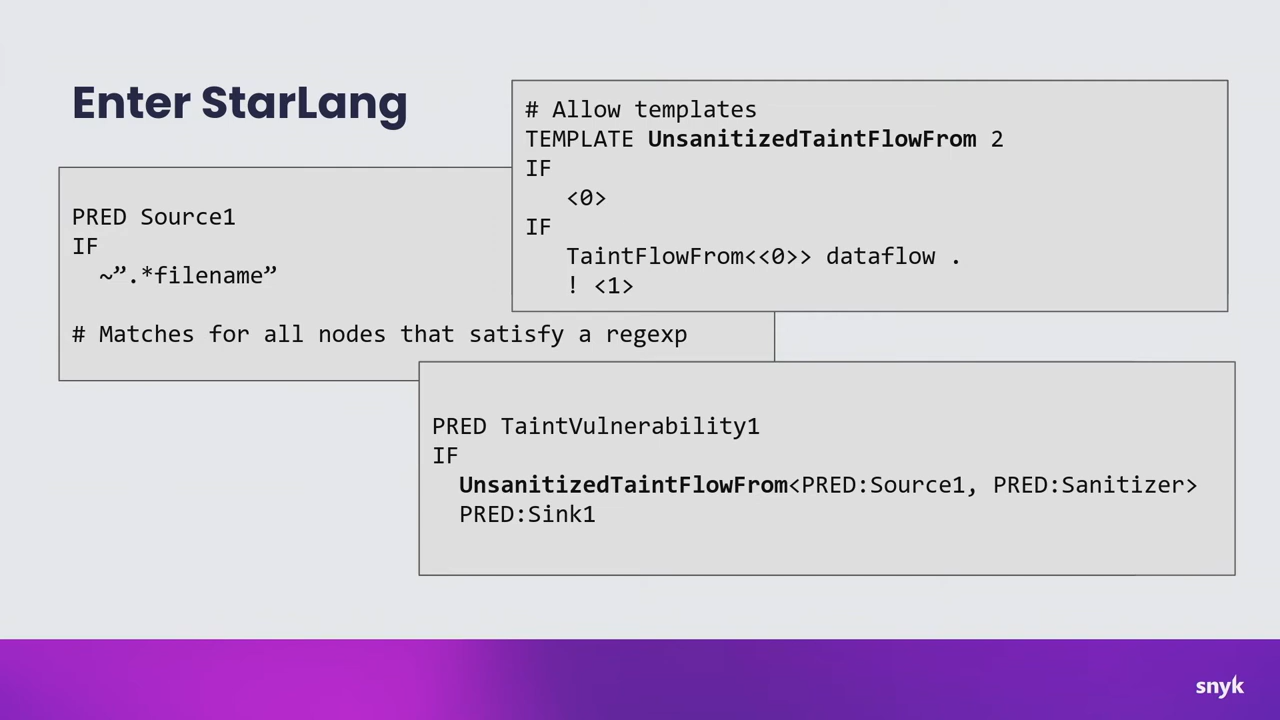 Enter StarLang
PRED Source1
IF
~”.*filename”
# Matches for all nodes that satisfy a regexp
# Allow templates
TEMPLATE UnsanitizedTaintFlowFrom 2
IF
<0>
IF
TaintFlowFrom<<0>> dataflow .
! <1>
PRED TaintVulnerability1
IF
UnsanitizedTaintFlowFrom<PRED:Source1, PRED:Sanitizer>
PRED:Sink1
snyk